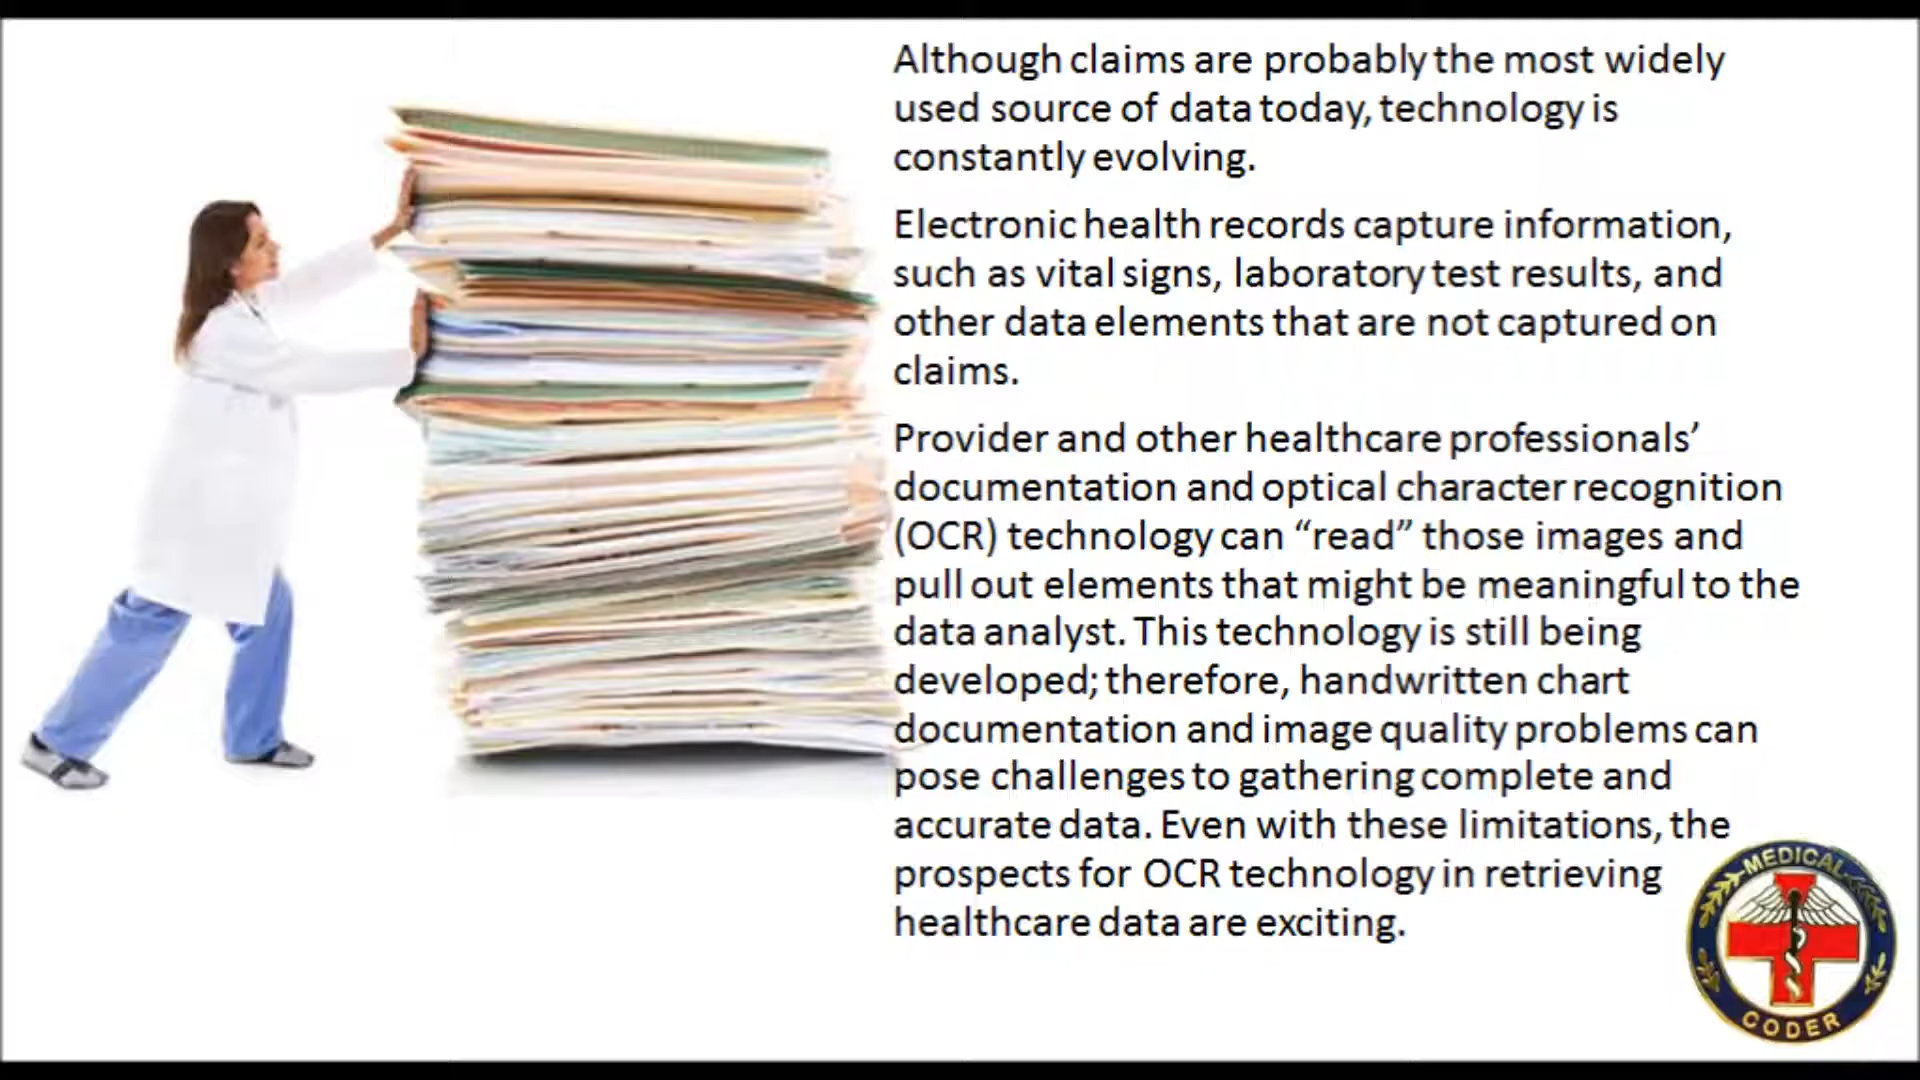 Although claims are probably the most widely
used source of data today, technology is
constantly evolving.
Electronic health records capture information,
such as vital signs, laboratory test results, and
other data elements that are not captured on
claims.
Provider and other healthcare professionals’
documentation and optical character recognition
(OCR) technology can “read” those images and
pull out elements that might be meaningful to the
data analyst. This technology is still being
developed; therefore, handwritten chart
documentation and image quality problems can
pose challenges to gathering complete and
accurate data. Even with these limitations, the
prospects for OCR technology in retrieving
healthcare data are exciting.
MEDICAL
CODER